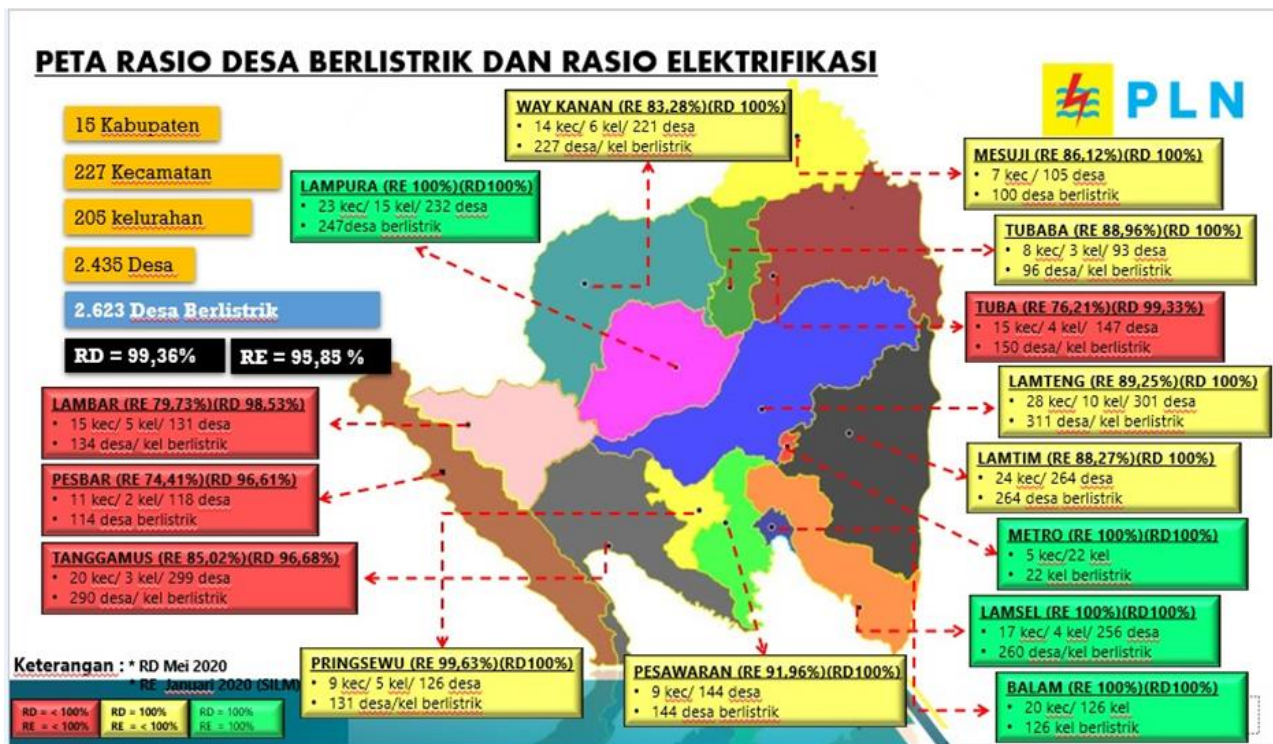 PETA RASIO DESA BERLISTRIK DAN RASIO ELEKTRIFIKASI
PLN
15 Kabupaten
227 Kecamatan
205 kelurahan
2.435 Desa
2.623 Desa Berlistrik
RD = 99,36%
RE = 95,85 %
WAY KANAN (RE 83,28%)(RD 100%)
• 14 kec/ 6 kel/ 221 desa
• 227 desa/ kel berlistrik
LAMPURA (RE 100%)(RD100%)
• 23 kec/ 15 kel/ 232 desa
• 247desa berlistrik
MESUJI (RE 86,12%)(RD 100%)
• 7 kec / 105 desa
• 100 desa berlistrik
TUBABA (RE 88,96%)(RD 100%)
• 8 kec/ 3 kel/ 93 desa
• 96 desa/ kel berlistrik
TUBA (RE 76,21%)(RD 99,33%)
• 15 kec/ 4 kel/ 147 desa
• 150 desa/ kel berlistrik
LAMTENG (RE 89,25%)(RD 100%)
• 28 kec/ 10 kel/ 301 desa
• 311 desa/ kel berlistrik
LAMTIM (RE 88,27%)(RD 100%)
• 24 kec/ 264 desa
• 264 desa berlistrik
METRO (RE 100%)(RD100%)
• 5 kec/22 kel
• 22 kel berlistrik
LAMSEL (RE 100%)(RD100%)
• 17 kec/ 4 kel/ 256 desa
• 260 desa/kel berlistrik
BALAM (RE 100%)(RD100%)
• 20 kec/ 126 kel
• 126 kel berlistrik
LAMBAR (RE 79,73%)(RD 98,53%)
• 15 kec/ 5 kel/ 131 desa
• 134 desa/ kel berlistrik
PESBAR (RE 74,41%)(RD 96,61%)
• 11 kec/ 2 kel/ 118 desa
• 114 desa berlistrik
TANGGAMUS (RE 85,02%)(RD 96,68%)
• 20 kec/ 3 kel/ 299 desa
• 290 desa/ kel berlistrik
PRINGSEWU (RE 99,63%)(RD100%)
• 9 kec/ 5 kel/ 126 desa
• 131 desa/kel berlistrik
PESAWARAN (RE 91,96%)(RD100%)
• 9 kec/ 144 desa
• 144 desa berlistrik
Keterangan : * RD Mei 2020
* RE Januari 2020 (SILM)
RD = < 100%
RE = < 100%
RD = 100%
RE = < 100%
RD = 100%
RE = 100%